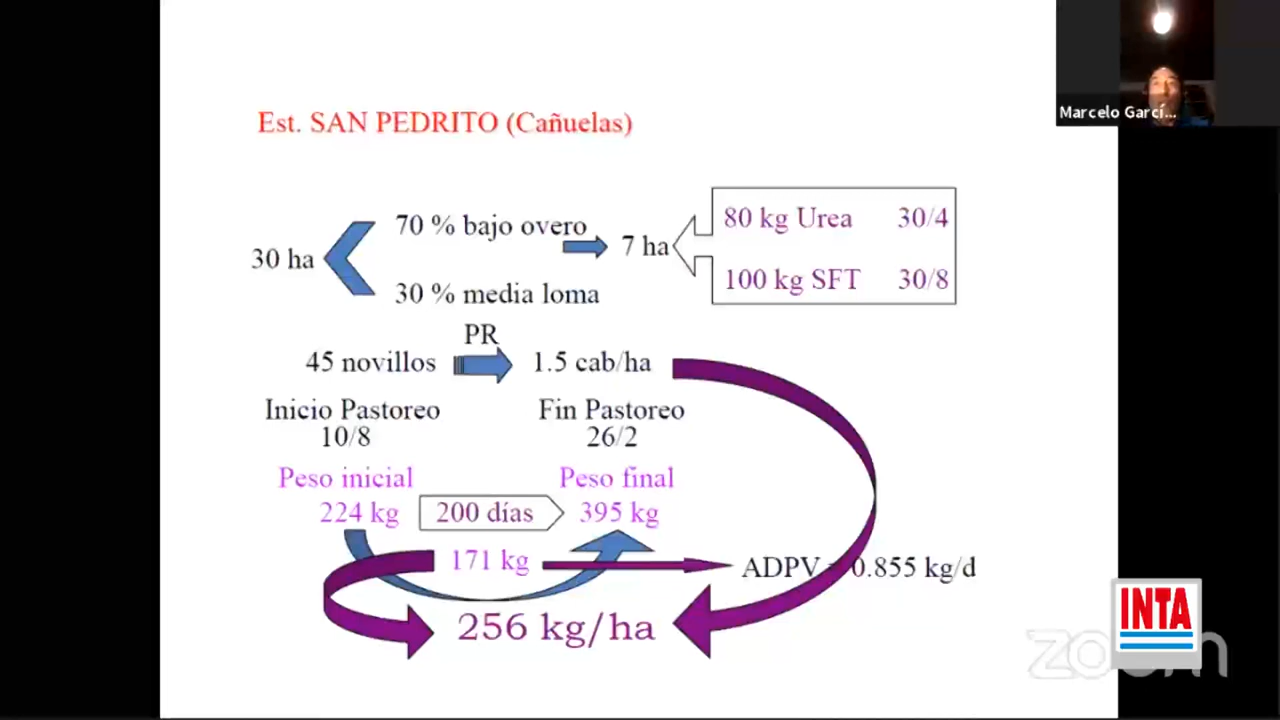 Marcelo Garcí...
Est. SAN PEDRITO (Cañuelas)
70 % bajo overo
30 ha
7 ha
30 % media loma
80 kg Urea 30/4
100 kg SFT 30/8
PR
45 novillos
1.5 cab/ha
Inicio Pastoreo
10/8
Fin Pastoreo
26/2
Peso inicial
224 kg
200 días
Peso final
395 kg
171 kg
ADPV = 0.855 kg/d
256 kg/ha
INTA
zoom